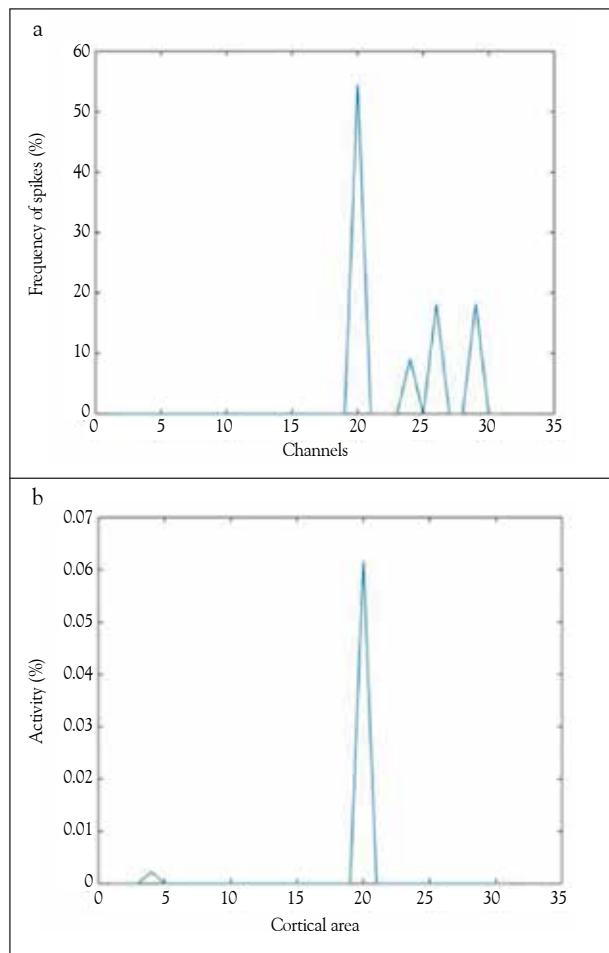 a
60
50
40
30
20
10
0
Frequency of spikes (%)
0 5 10 15 20 25 30 35
Channels
b
0.07
0.06
0.05
0.04
0.03
0.02
0.01
0
Activity (%)
0 5 10 15 20 25 30 35
Cortical area